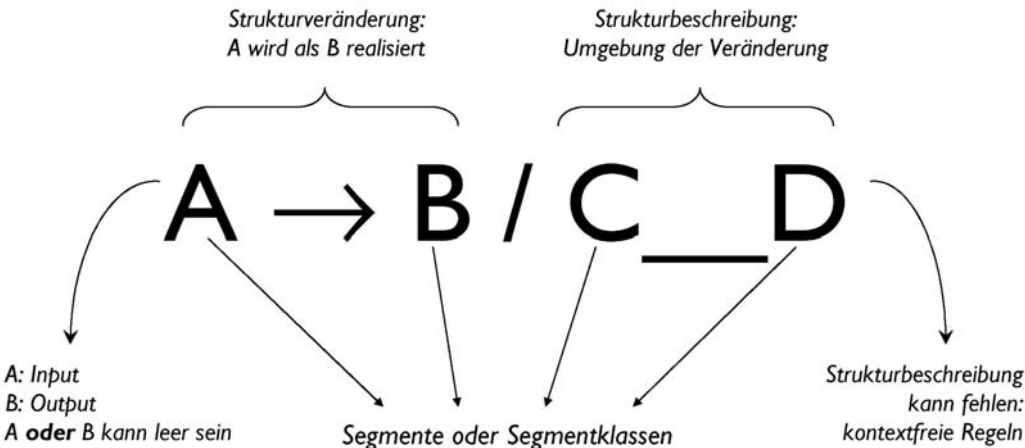 Strukturveränderung:
A wird als B realisiert
Strukturbeschreibung:
Umgebung der Veränderung
A → B / C__D
A: Input
B: Output
A oder B kann leer sein
Segmente oder Segmentklassen
Strukturbeschreibung
kann fehlen:
kontextfreie Regeln